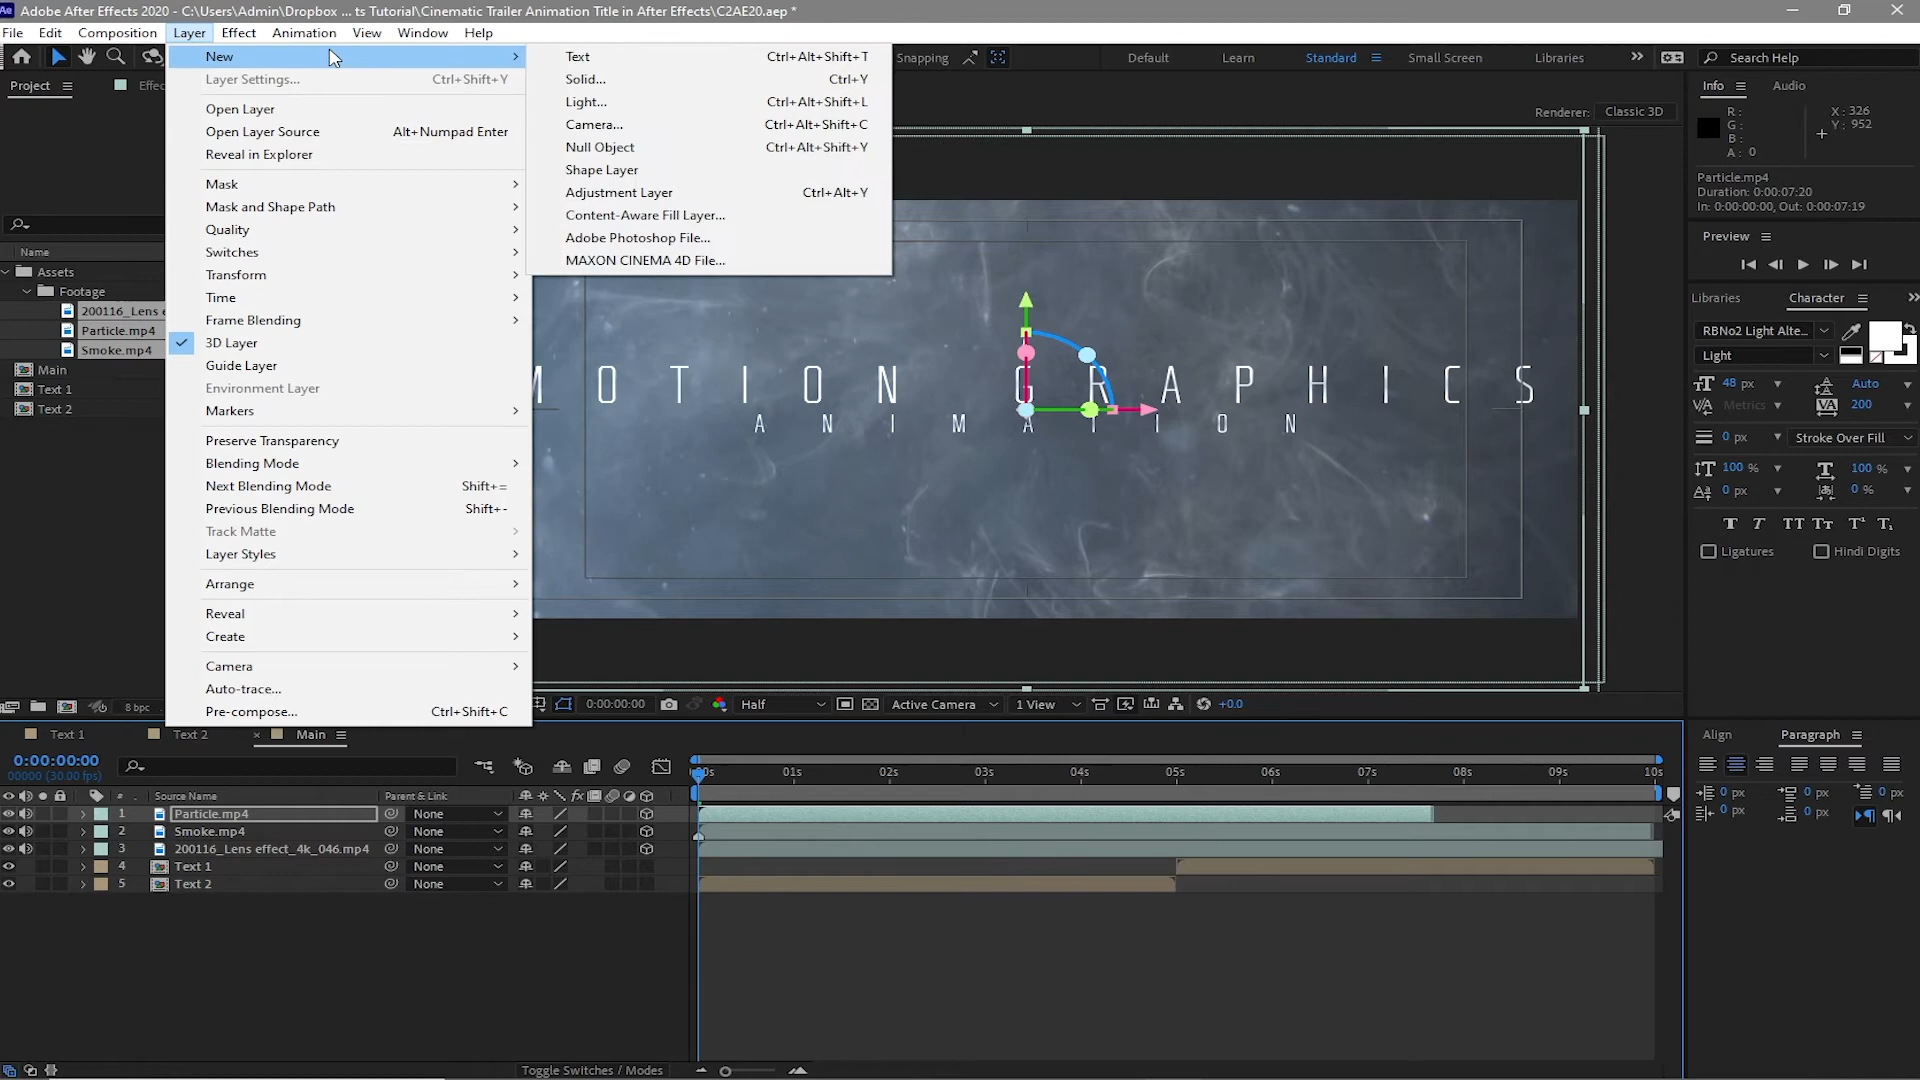 Adobe After Effects 2020 - C:\Users\Admin\Dropbox ... ts Tutorial\Cinematic Trailer Animation Title in After Effects\C2AE20.aep *
File Edit Composition Layer Effect Animation View Window Help
Snapping Default Learn Standard Small Screen Libraries Search Help
New
Layer Settings... Ctrl+Shift+Y
Open Layer
Open Layer Source Alt+Numpad Enter
Reveal in Explorer
Mask
Mask and Shape Path
Quality
Switches
Transform
Time
Frame Blending
3D Layer
Guide Layer
Environment Layer
Markers
Preserve Transparency
Blending Mode
Next Blending Mode Shift+=
Previous Blending Mode Shift+-
Track Matte
Layer Styles
Arrange
Reveal
Create
Camera
Auto-trace...
Pre-compose... Ctrl+Shift+C
Text Ctrl+Alt+Shift+T
Solid... Ctrl+Y
Light... Ctrl+Alt+Shift+L
Camera... Ctrl+Alt+Shift+C
Null Object Ctrl+Alt+Shift+Y
Shape Layer
Adjustment Layer Ctrl+Alt+Y
Content-Aware Fill Layer...
Adobe Photoshop File...
MAXON CINEMA 4D File...
Project Effec
Name
Assets
Footage
200116_Lens e
Particle.mp4
Smoke.mp4
Main
Text 1
Text 2
8 bpc
Renderer: Classic 3D
MOTION GRAPHICS
ANIMATION
0:00:00:00 Half Active Camera 1 View +0.0
Info Audio
R: X: 326
G: Y: 952
B:
A: 0
Particle.mp4
Duration: 0:00:07:20
In: 0:00:00:00, Out: 0:00:07:19
Preview
Libraries Character
RBNo2 Light Alte...
Light
48 px Auto
Metrics 200
0 px Stroke Over Fill
100 % 100 %
0 px 0 %
T T TT Tt T¹ T₁
Ligatures Hindi Digits
Align Paragraph
0 px 0 px 0 px
0 px 0 px
Text 1 Text 2 Main
0:00:00:00
00000 (30.00 fps)
0s 01s 02s 03s 04s 05s 06s 07s 08s 09s 10s
# Source Name Parent & Link fx
1 Particle.mp4 None
2 Smoke.mp4 None
3 200116_Lens effect_4k_046.mp4 None
4 Text 1 None
5 Text 2 None
Toggle Switches / Modes